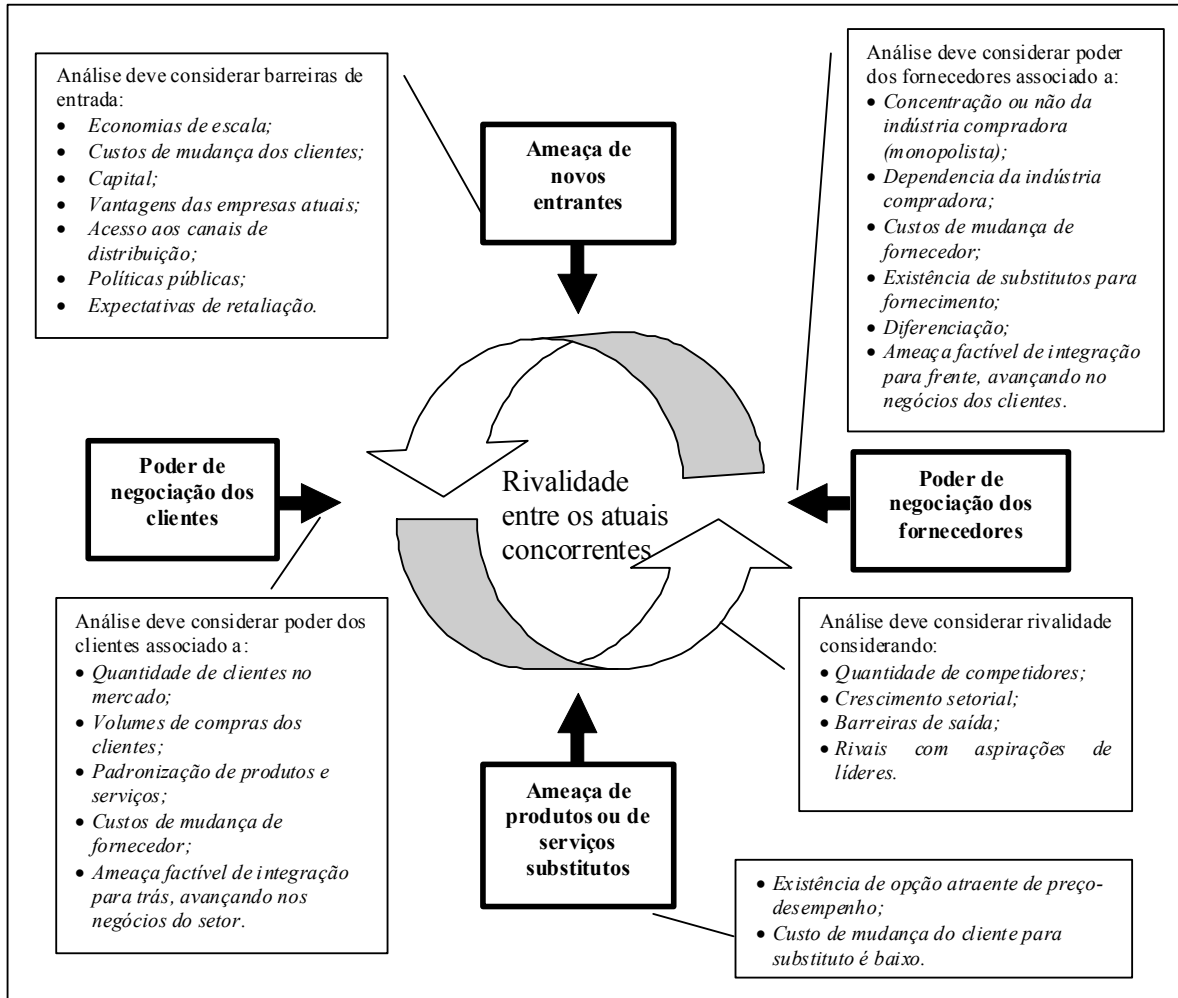 Análise deve considerar barreiras de
entrada:
• Economias de escala;
• Custos de mudança dos clientes;
• Capital;
• Vantagens das empresas atuais;
• Acesso aos canais de
distribuição;
• Políticas públicas;
• Expectativas de retaliação.
Ameaça de
novos
entrantes
Análise deve considerar poder
dos fornecedores associado a:
• Concentração ou não da
indústria compradora
(monopolista);
• Dependencia da indústria
compradora;
• Custos de mudança de
fornecedor;
• Existência de substitutos para
fornecimento;
• Diferenciação;
• Ameaça factível de integração
para frente, avançando no
negócios dos clientes.
Poder de
negociação dos
clientes
Rivalidade
entre os atuais
concorrentes
Poder de
negociação dos
fornecedores
Análise deve considerar poder dos
clientes associado a:
• Quantidade de clientes no
mercado;
• Volumes de compras dos
clientes;
• Padronização de produtos e
serviços;
• Custos de mudança de
fornecedor;
• Ameaça factível de integração
para trás, avançando nos
negócios do setor.
Ameaça de
produtos ou de
serviços
substitutos
Análise deve considerar rivalidade
considerando:
• Quantidade de competidores;
• Crescimento setorial;
• Barreiras de saída;
• Rivais com aspirações de
líderes.
• Existência de opção atraente de preço-
desempenho;
• Custo de mudança do cliente para
substituto é baixo.